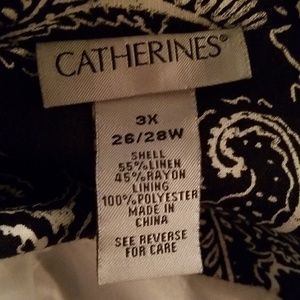 CATHERINES®
3X
26/28W
SHELL
55%LINEN
45%RAYON
LINING
100%POLYESTER
MADE IN
CHINA
SEE REVERSE
FOR CARE